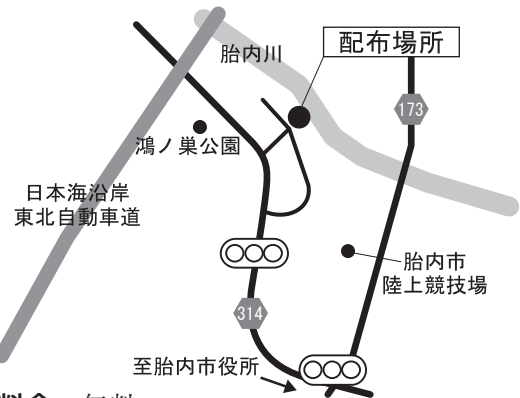 胎内川
配布場所
173
鴻ノ巣公園
日本海沿岸
東北自動車道
胎内市
陸上競技場
314
至胎内市役所